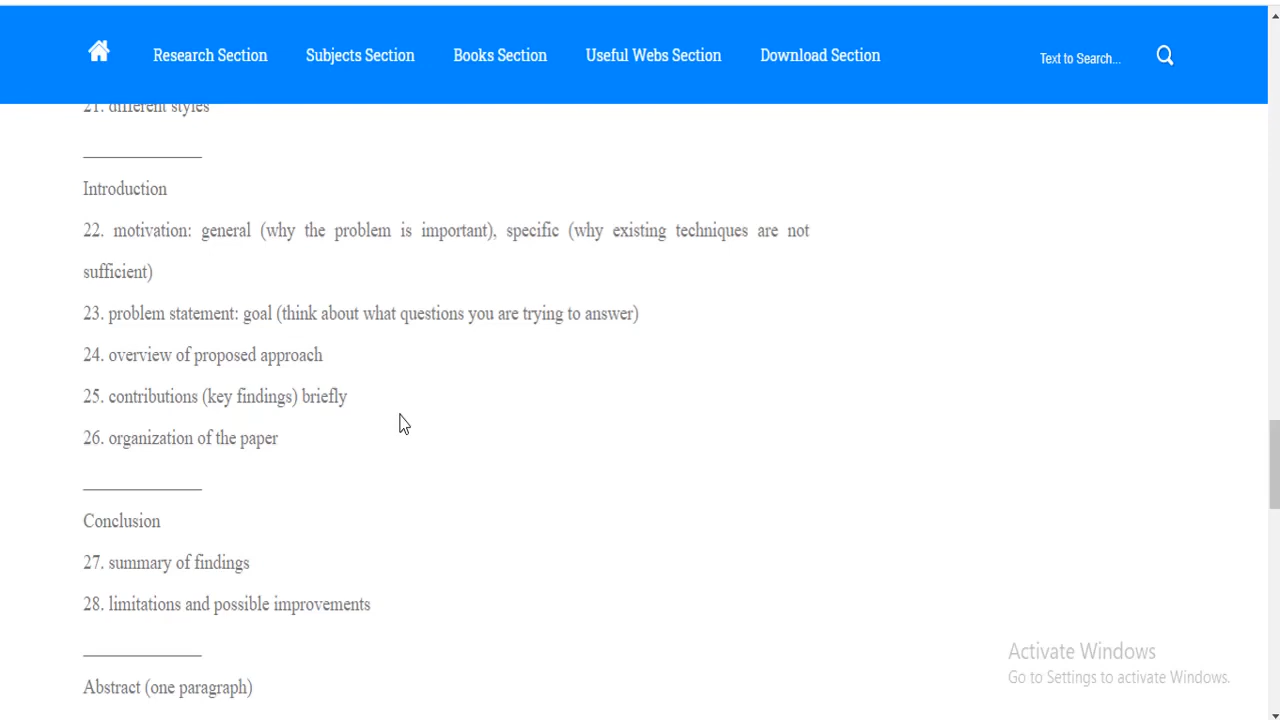 Research Section Subjects Section Books Section Useful Webs Section Download Section Text to Search...
21. different styles
Introduction
22. motivation: general (why the problem is important), specific (why existing techniques are not
sufficient)
23. problem statement: goal (think about what questions you are trying to answer)
24. overview of proposed approach
25. contributions (key findings) briefly
26. organization of the paper
Conclusion
27. summary of findings
28. limitations and possible improvements
Abstract (one paragraph)
Activate Windows
Go to Settings to activate Windows.